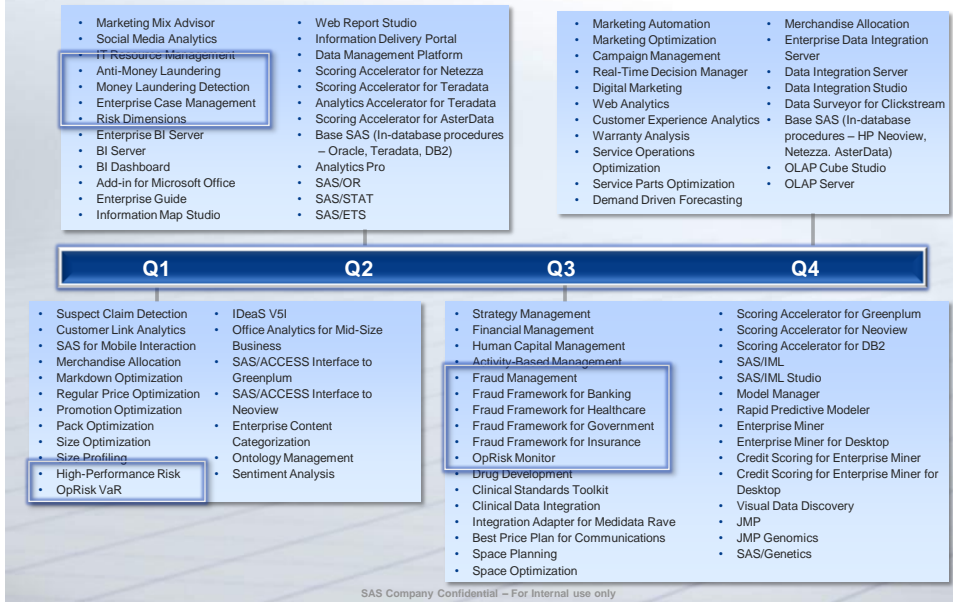 • Marketing Mix Advisor
• Social Media Analytics
• IT Resource Management
• Anti-Money Laundering
• Money Laundering Detection
• Enterprise Case Management
• Risk Dimensions
• Enterprise BI Server
• BI Server
• BI Dashboard
• Add-in for Microsoft Office
• Enterprise Guide
• Information Map Studio
• Web Report Studio
• Information Delivery Portal
• Data Management Platform
• Scoring Accelerator for Netezza
• Scoring Accelerator for Teradata
• Analytics Accelerator for Teradata
• Scoring Accelerator for AsterData
• Base SAS (In-database procedures
– Oracle, Teradata, DB2)
• Analytics Pro
• SAS/OR
• SAS/STAT
• SAS/ETS
• Marketing Automation
• Marketing Optimization
• Campaign Management
• Real-Time Decision Manager
• Digital Marketing
• Web Analytics
• Customer Experience Analytics
• Warranty Analysis
• Service Operations
Optimization
• Service Parts Optimization
• Demand Driven Forecasting
• Merchandise Allocation
• Enterprise Data Integration
Server
• Data Integration Server
• Data Integration Studio
• Data Surveyor for Clickstream
• Base SAS (In-database
procedures – HP Neoview,
Netezza. AsterData)
• OLAP Cube Studio
• OLAP Server
Q1 Q2 Q3 Q4
• Suspect Claim Detection
• Customer Link Analytics
• SAS for Mobile Interaction
• Merchandise Allocation
• Markdown Optimization
• Regular Price Optimization
• Promotion Optimization
• Pack Optimization
• Size Optimization
• Size Profiling
• High-Performance Risk
• OpRisk VaR
• IDeaS V5I
• Office Analytics for Mid-Size
Business
• SAS/ACCESS Interface to
Greenplum
• SAS/ACCESS Interface to
Neoview
• Enterprise Content
Categorization
• Ontology Management
• Sentiment Analysis
• Strategy Management
• Financial Management
• Human Capital Management
• Activity-Based Management
• Fraud Management
• Fraud Framework for Banking
• Fraud Framework for Healthcare
• Fraud Framework for Government
• Fraud Framework for Insurance
• OpRisk Monitor
• Drug Development
• Clinical Standards Toolkit
• Clinical Data Integration
• Integration Adapter for Medidata Rave
• Best Price Plan for Communications
• Space Planning
• Space Optimization
• Scoring Accelerator for Greenplum
• Scoring Accelerator for Neoview
• Scoring Accelerator for DB2
• SAS/IML
• SAS/IML Studio
• Model Manager
• Rapid Predictive Modeler
• Enterprise Miner
• Enterprise Miner for Desktop
• Credit Scoring for Enterprise Miner
• Credit Scoring for Enterprise Miner for
Desktop
• Visual Data Discovery
• JMP
• JMP Genomics
• SAS/Genetics
SAS Company Confidential – For Internal use only